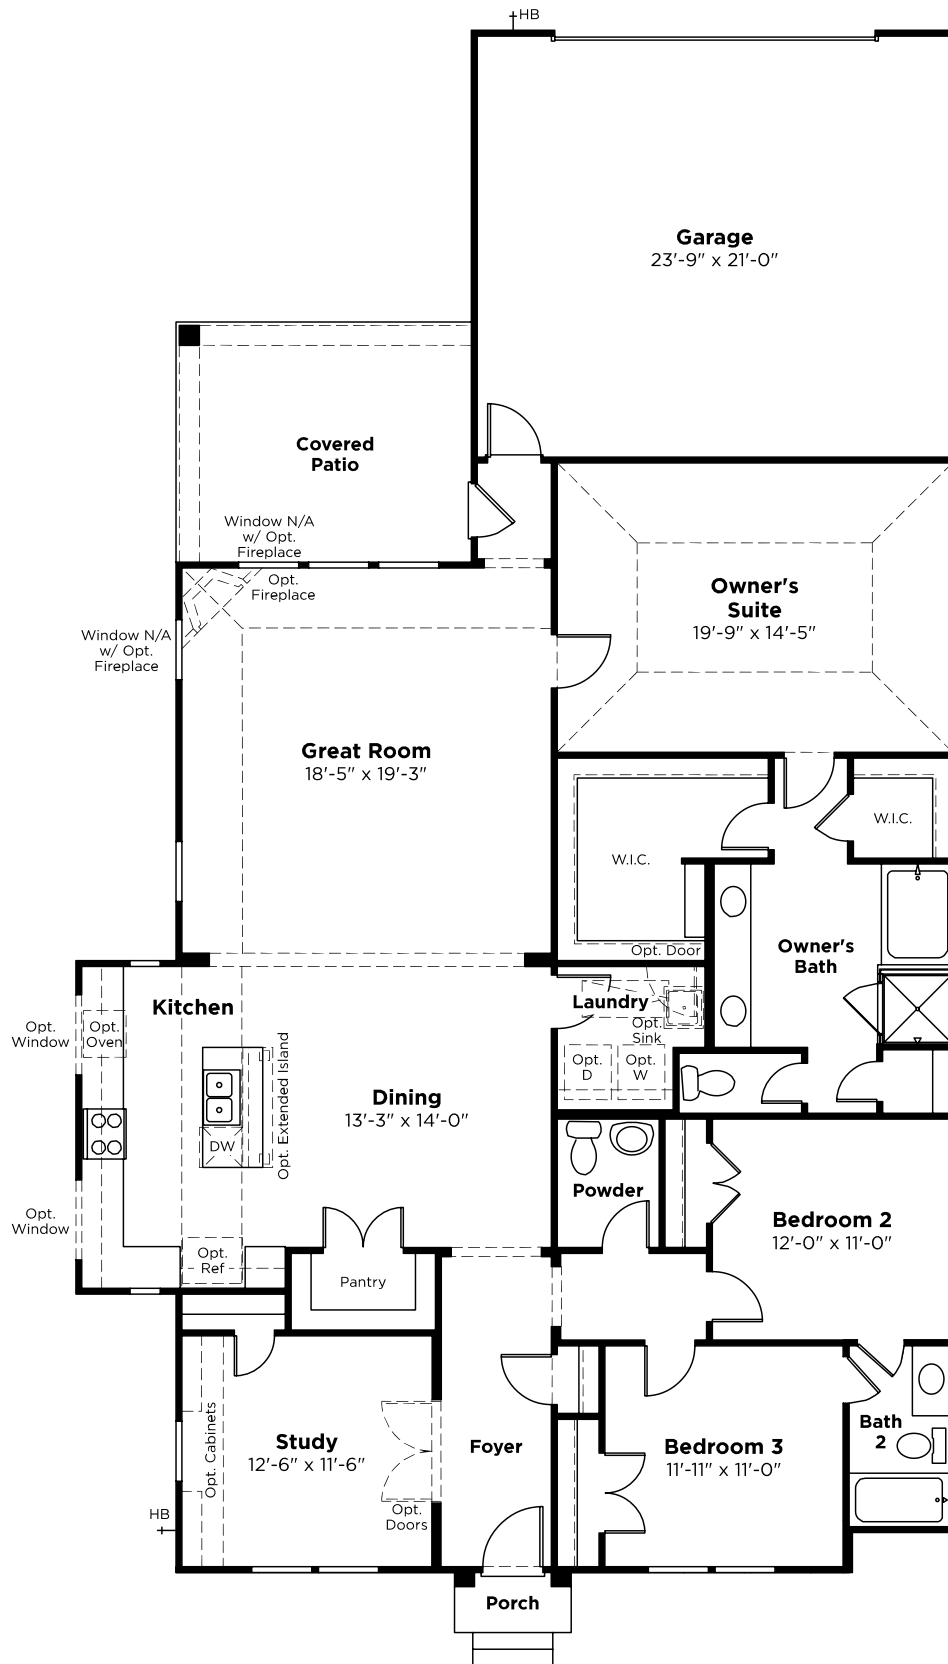 HB
Garage
23'-9" x 21'-0"
Covered
Patio
Window N/A
w/ Opt.
Fireplace
Opt.
Fireplace
Owner's
Suite
19'-9" x 14'-5"
Window N/A
w/ Opt.
Fireplace
Great Room
18'-5" x 19'-3"
W.I.C.
W.I.C.
Opt. Door
Owner's
Bath
Kitchen
Laundry
Opt.
Window
Opt.
Oven
Opt.
Sink
Opt.
D
Opt.
W
Opt. Extended Island
Dining
13'-3" x 14'-0"
DW
Powder
Opt.
Window
Bedroom 2
12'-0" x 11'-0"
Opt.
Ref
Pantry
Opt. Cabinets
Study
12'-6" x 11'-6"
Foyer
Bedroom 3
11'-11" x 11'-0"
Bath
2
Opt.
Doors
HB
Porch